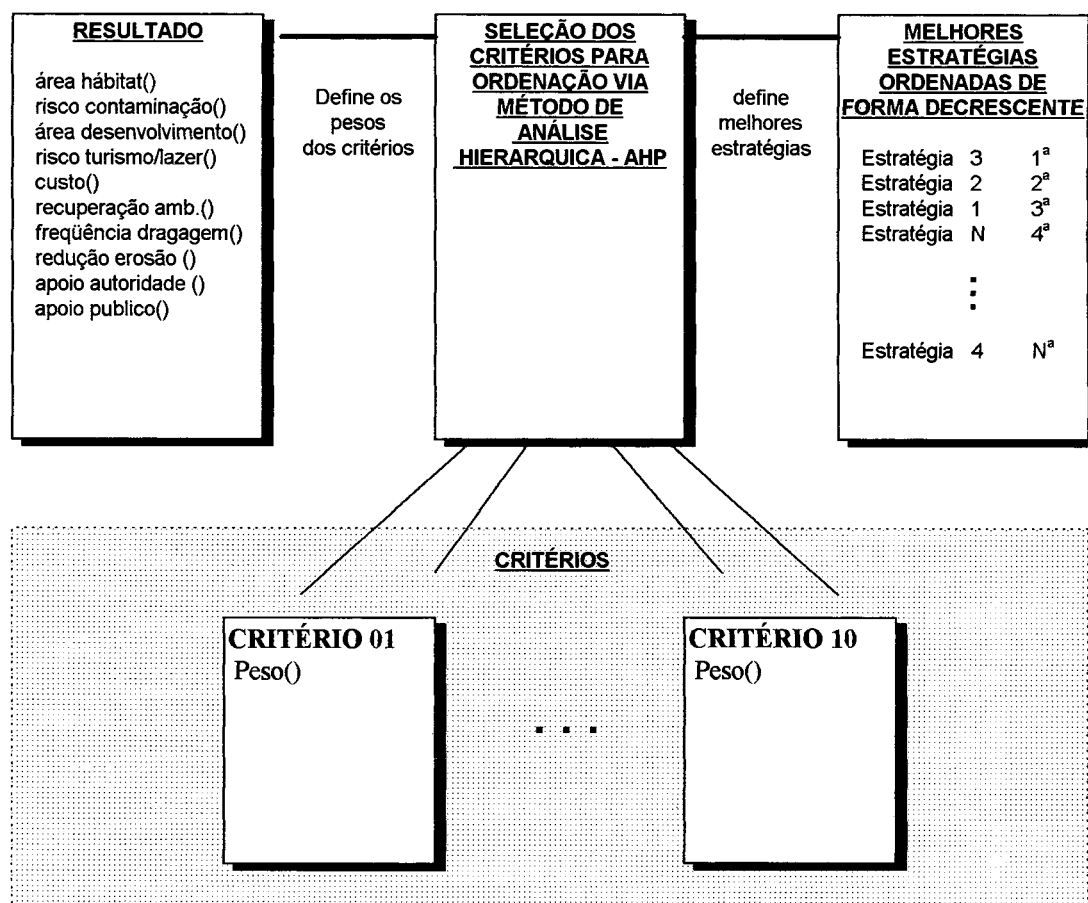 RESULTADO
área hábitat()
risco contaminação()
área desenvolvimento()
risco turismo/lazer()
custo()
recuperação amb.()
freqüência dragagem()
redução erosão ()
apoio autoridade ()
apoio publico()
Define os
pesos
dos critérios
SELEÇÃO DOS
CRITÉRIOS PARA
ORDENAÇÃO VIA
MÉTODO DE
ANÁLISE
HIERARQUICA - AHP
define
melhores
estratégias
MELHORES
ESTRATÉGIAS
ORDENADAS DE
FORMA DECRESCENTE
Estratégia 3 1ª
Estratégia 2 2ª
Estratégia 1 3ª
Estratégia N 4ª
⋮
Estratégia 4 Nª
CRITÉRIOS
CRITÉRIO 01
Peso()
. . .
CRITÉRIO 10
Peso()